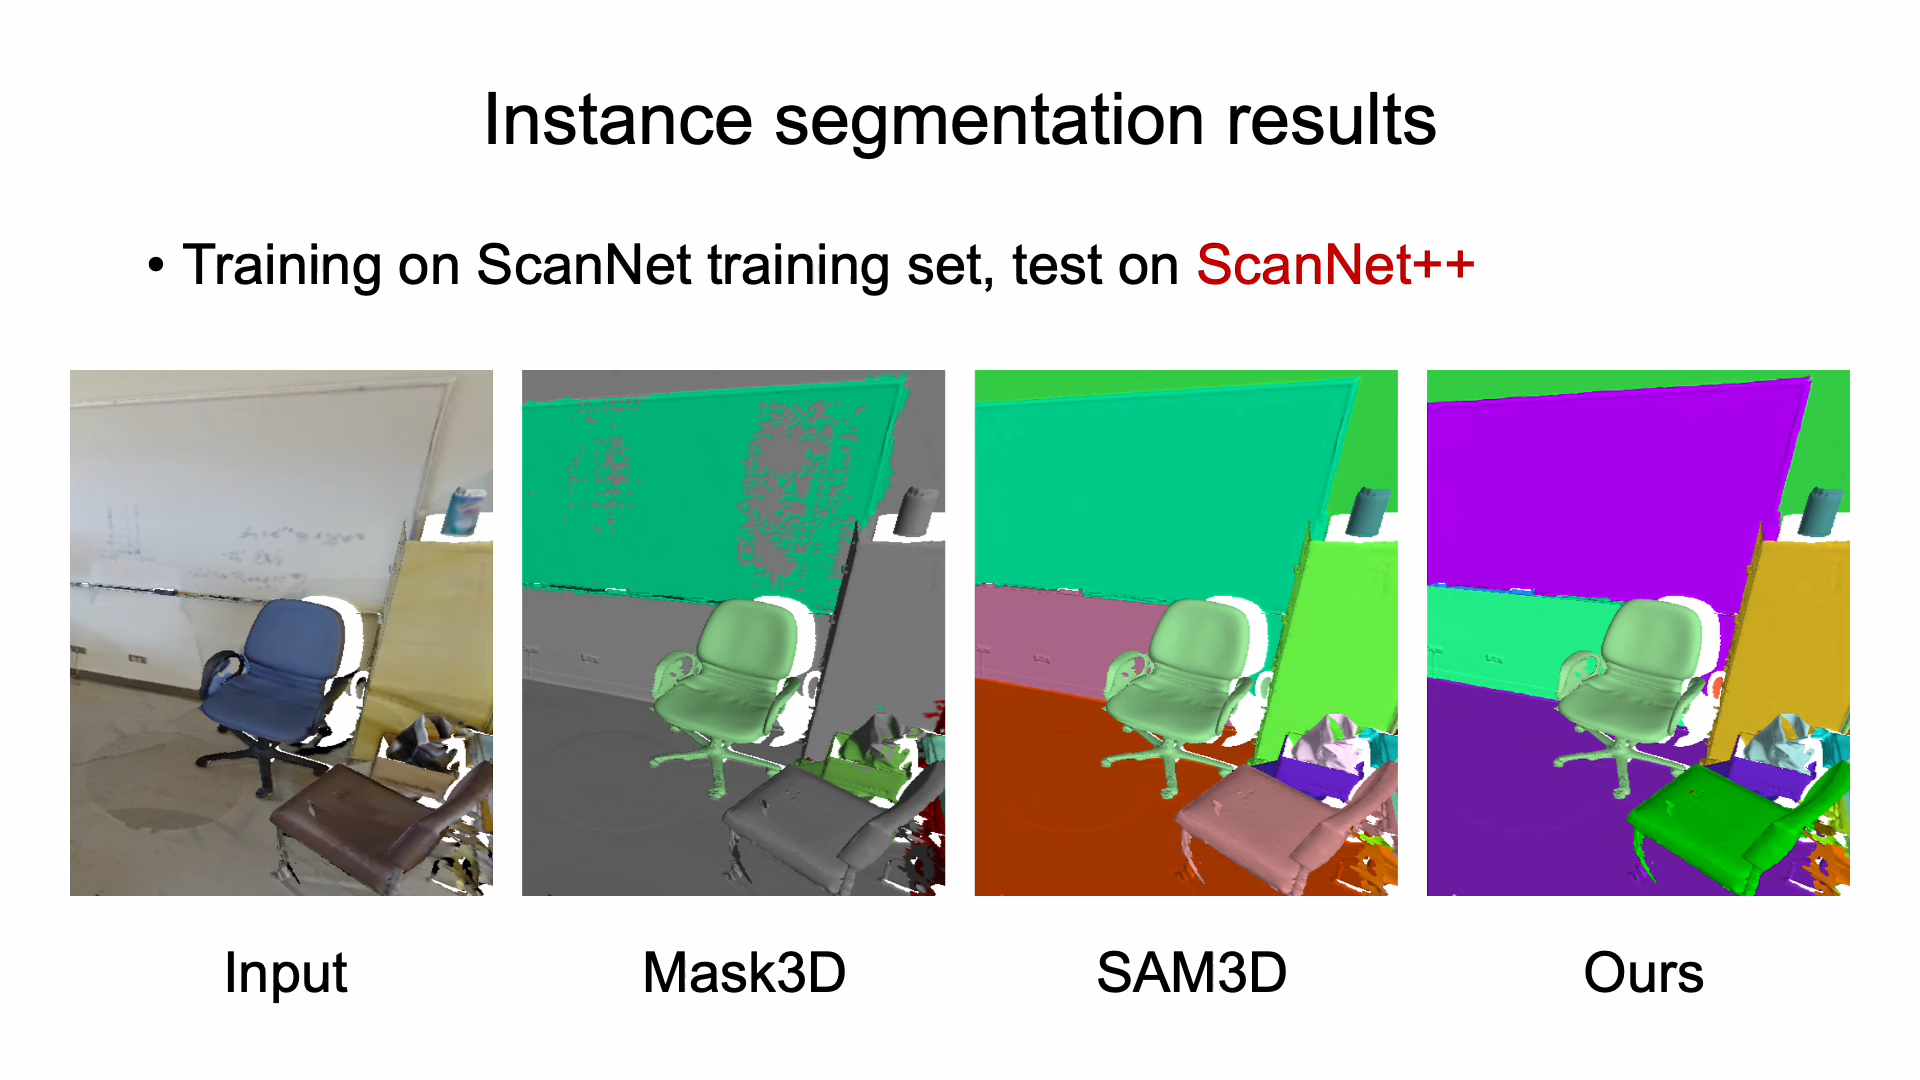 Instance segmentation results
• Training on ScanNet training set, test on ScanNet++
Input
Mask3D
SAM3D
Ours